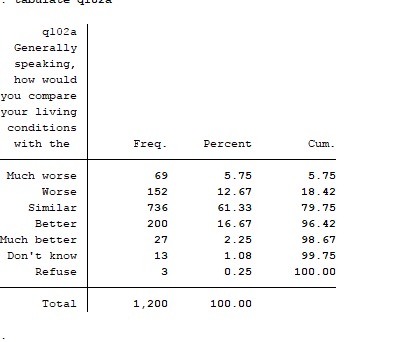 . tabulate q102a
q102a
Generally
speaking,
how would
you compare
your living
conditions
with the Freq. Percent Cum.
Much worse 69 5.75 5.75
Worse 152 12.67 18.42
Similar 736 61.33 79.75
Better 200 16.67 96.42
Much better 27 2.25 98.67
Don't know 13 1.08 99.75
Refuse 3 0.25 100.00
Total 1,200 100.00
.